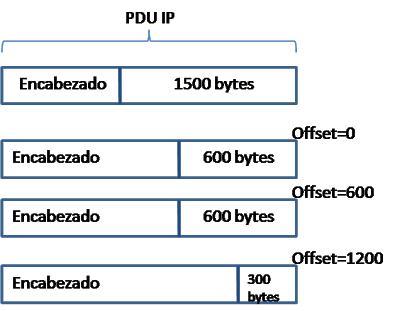 PDU IP
Encabezado 1500 bytes
Offset=0
Encabezado 600 bytes
Offset=600
Encabezado 600 bytes
Offset=1200
Encabezado 300
bytes